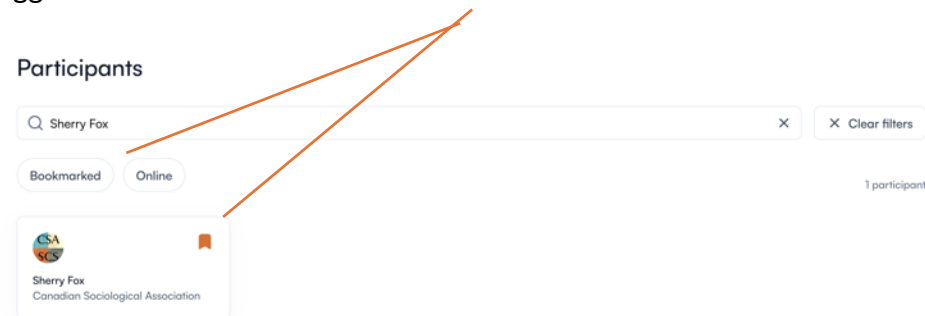 Participants
Sherry Fox
Clear filters
Bookmarked
Online
1 participant
CSA
SCS
Sherry Fox
Canadian Sociological Association